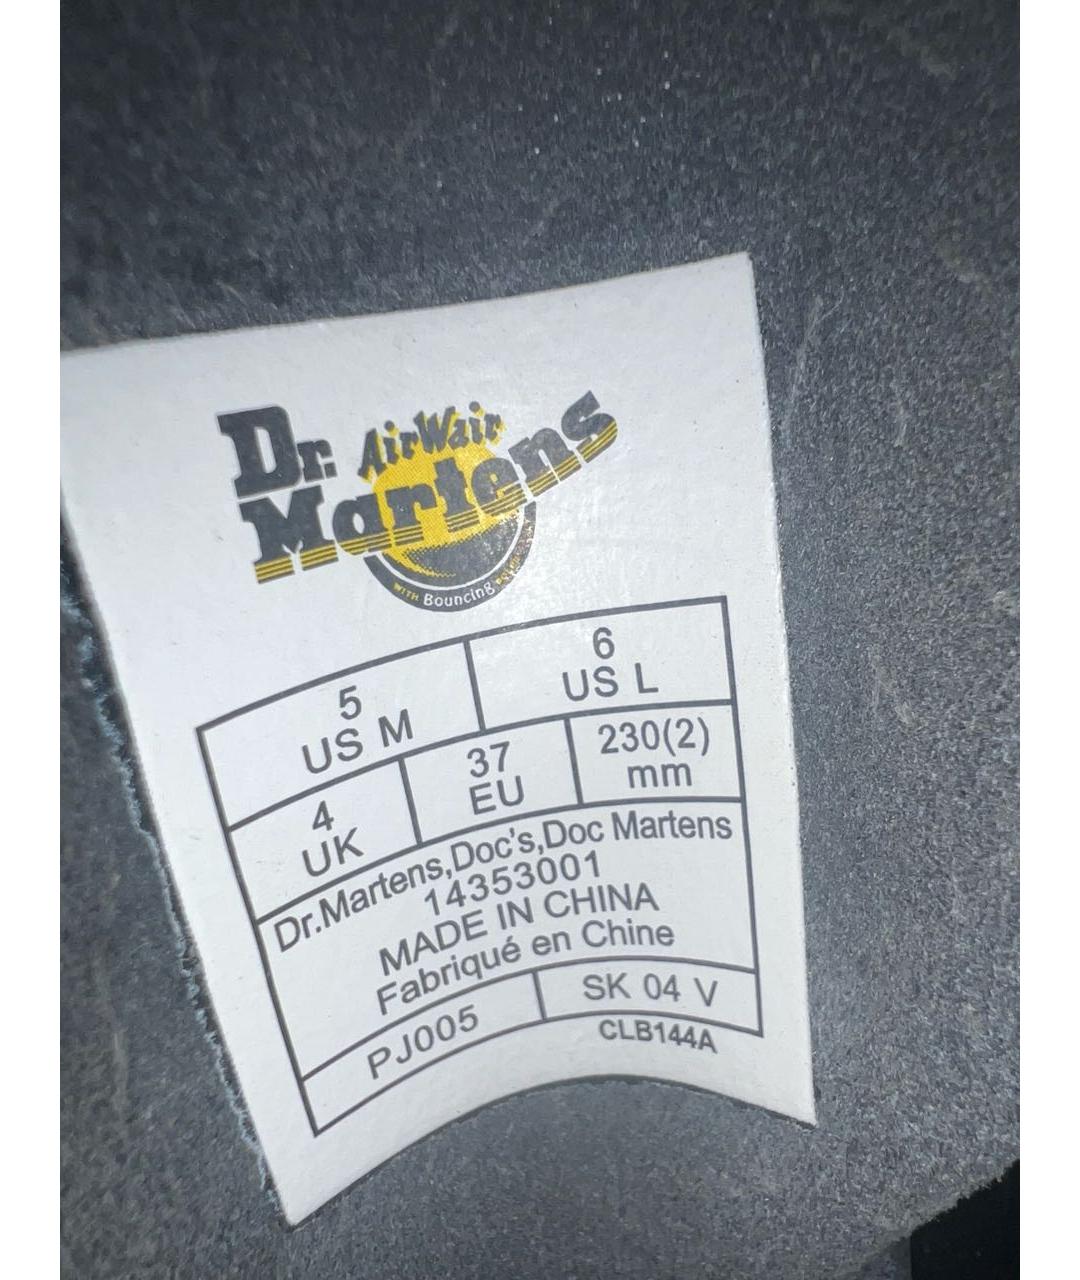 Dr. AirWair
Martens
WITH Bouncing SOLES
5
US M
6
US L
4
UK
37
EU
230(2)
mm
Dr.Martens,Doc's,Doc Martens
14353001
MADE IN CHINA
Fabriqué en Chine
PJ005
SK 04 V
CLB144A